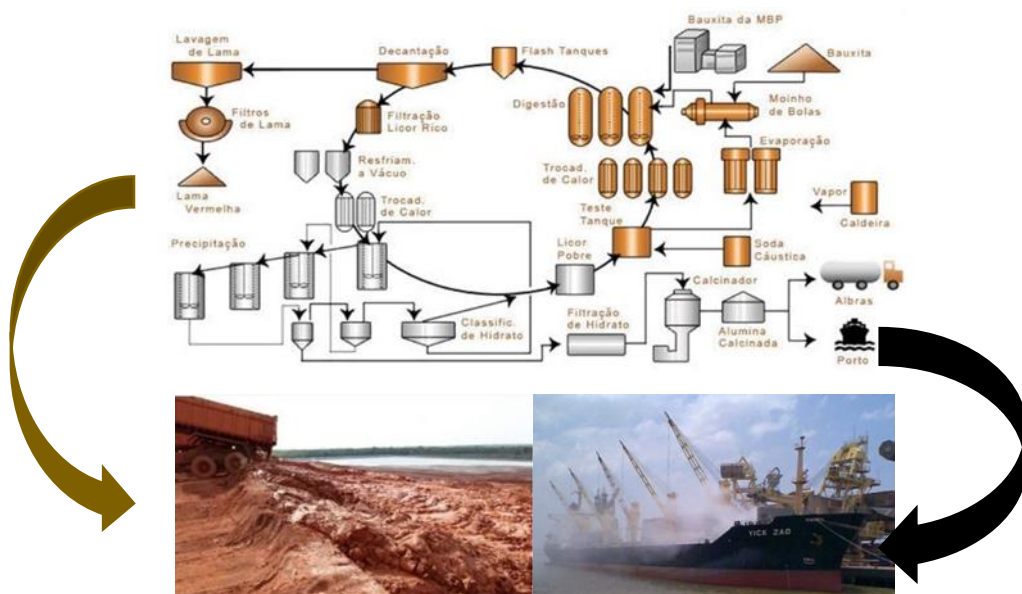 Lavagem
de Lama
Decantação
Flash Tanques
Bauxita da MBP
Bauxita
Digestão
Moinho
de Bolas
Filtros
de Lama
Filtração
Licor Rico
Evaporação
Resfriam.
a Vácuo
Trocad.
de Calor
Lama
Vermelha
Trocad.
de Calor
Vapor
Caldeira
Teste
Tanque
Precipitação
Licor
Pobre
Soda
Cáustica
Calcinador
Albras
Classific.
de Hidrato
Filtração
de Hidrato
Alumina
Calcinada
Porto
YICK ZAO